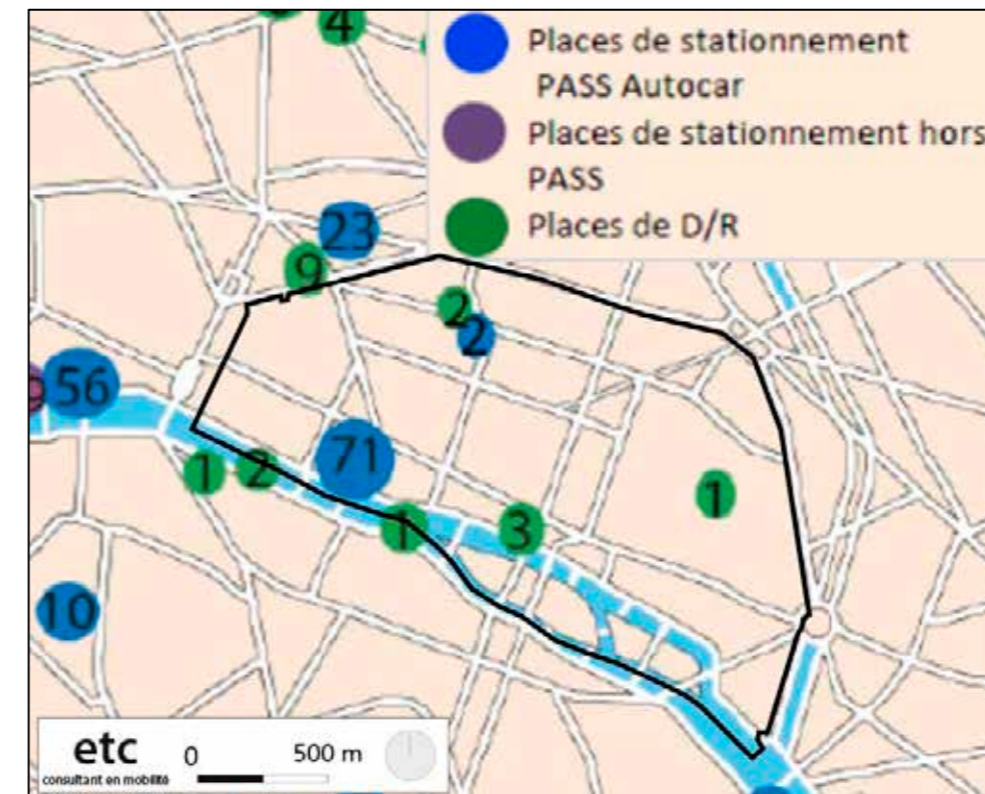 4
Places de stationnement
PASS Autocar
Places de stationnement hors
PASS
Places de D/R
23
9
2
2
56
71
1
2
1
3
1
10
etc
consultant en mobilité
0 500 m